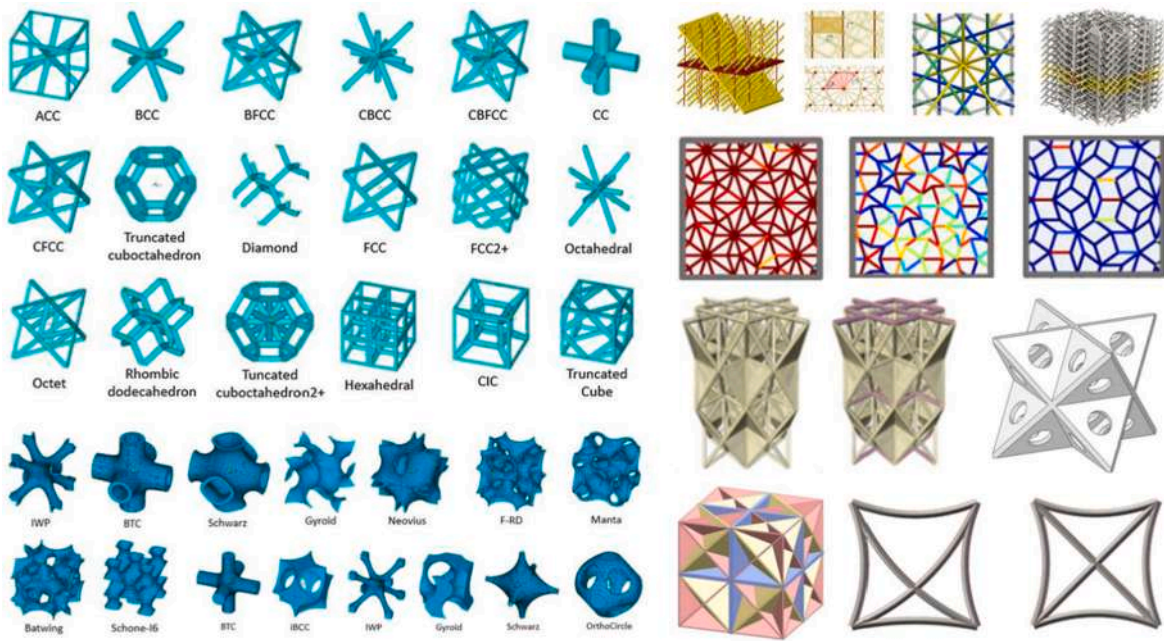 ACC
BCC
BFCC
CBCC
CBFCC
CC
CFCC
Truncated
cuboctahedron
Diamond
FCC
FCC2+
Octahedral
Octet
Rhombic
dodecahedron
Tuncated
cuboctahedron2+
Hexahedral
CIC
Truncated
Cube
IWP
BTC
Schwarz
Gyroid
Neovius
F-RD
Manta
Batwing
Schone-I6
BTC
iBCC
IWP
Gyroid
Schwarz
OrthoCircle